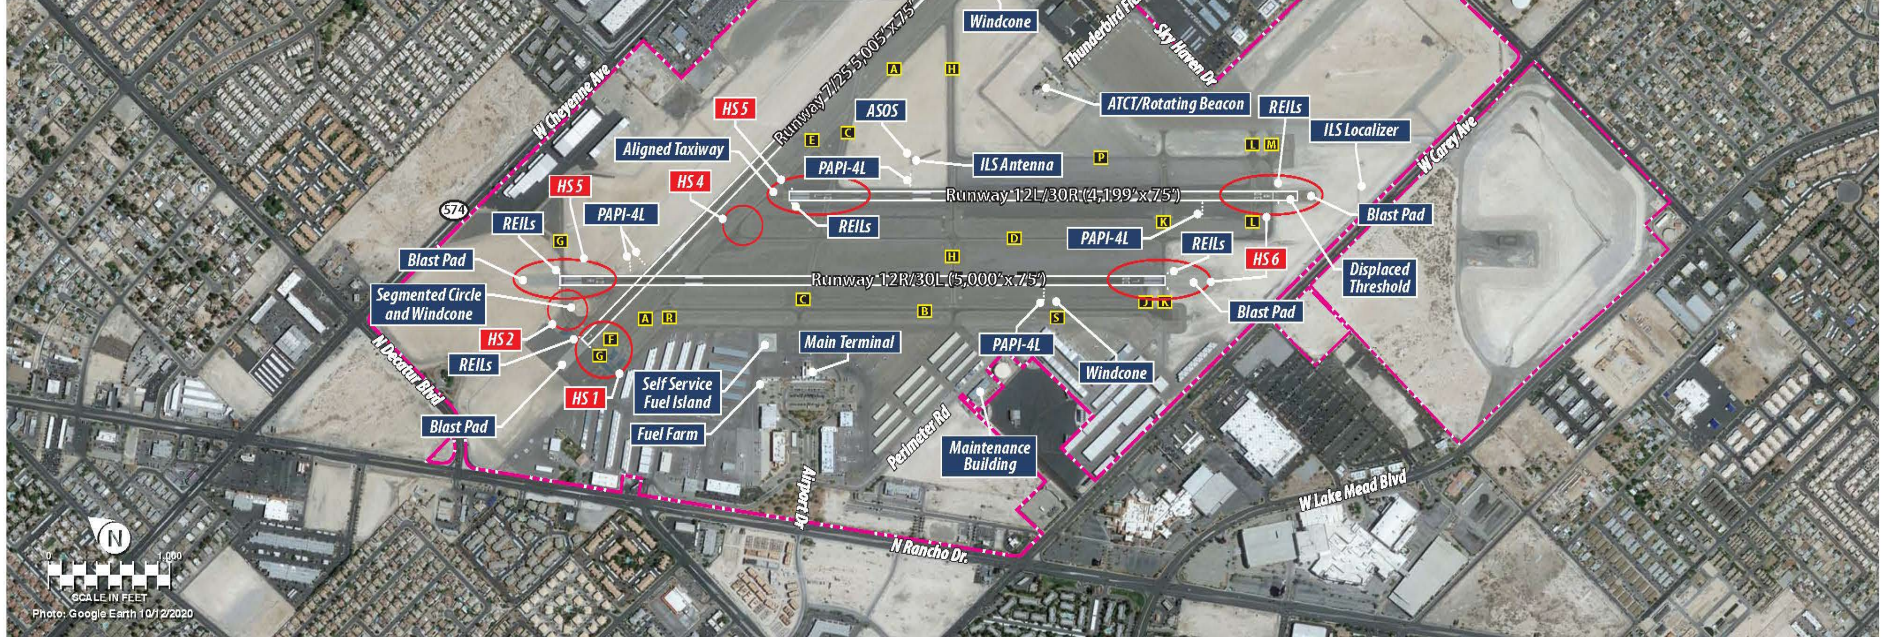 Windcone
Thunderbird Fi
Sky Haven Dr
W Cheyenne Ave
Runway 7/25 5,005' x 75'
A
H
HS 5
ASOS
ATCT/Rotating Beacon
REILs
ILS Localizer
W Carey Ave
E
C
Aligned Taxiway
PAPI-4L
ILS Antenna
P
L
M
HS 5
HS 4
Runway 12L/30R (4,199' x 75')
574
REILs
PAPI-4L
REILs
K
L
Blast Pad
G
D
PAPI-4L
REILs
Blast Pad
H
HS 6
Runway 12R/30L (5,000' x 75')
Displaced
Threshold
Segmented Circle
and Windcone
C
J
K
Blast Pad
A
R
B
S
HS 2
REILs
F
G
Main Terminal
PAPI-4L
Windcone
N Decatur Blvd
HS 1
Self Service
Fuel Island
Blast Pad
Fuel Farm
Perimeter Rd
Maintenance
Building
Airport Dr
W Lake Mead Blvd
N Rancho Dr.
N
0
1,000
SCALE IN FEET
Photo: Google Earth 10/12/2020